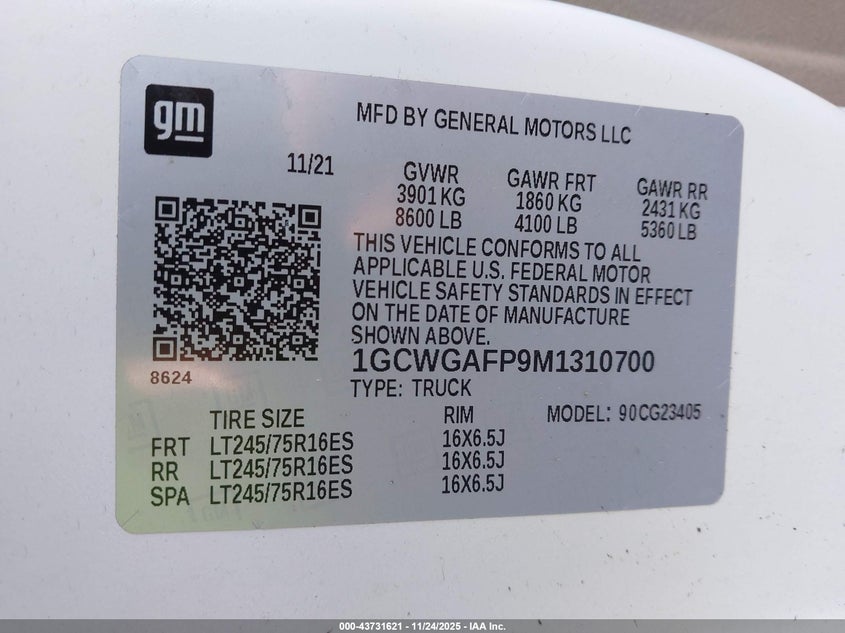 gm
MFD BY GENERAL MOTORS LLC
11/21
GVWR
3901 KG
8600 LB
GAWR FRT
1860 KG
4100 LB
GAWR RR
2431 KG
5360 LB
THIS VEHICLE CONFORMS TO ALL
APPLICABLE U.S. FEDERAL MOTOR
VEHICLE SAFETY STANDARDS IN EFFECT
ON THE DATE OF MANUFACTURE
SHOWN ABOVE.
1GCWGAFP9M1310700
8624
TYPE: TRUCK
TIRE SIZE RIM MODEL: 90CG23405
FRT LT245/75R16ES 16X6.5J
RR LT245/75R16ES 16X6.5J
SPA LT245/75R16ES 16X6.5J
000-43731621 - 11/24/2025 - IAA Inc.